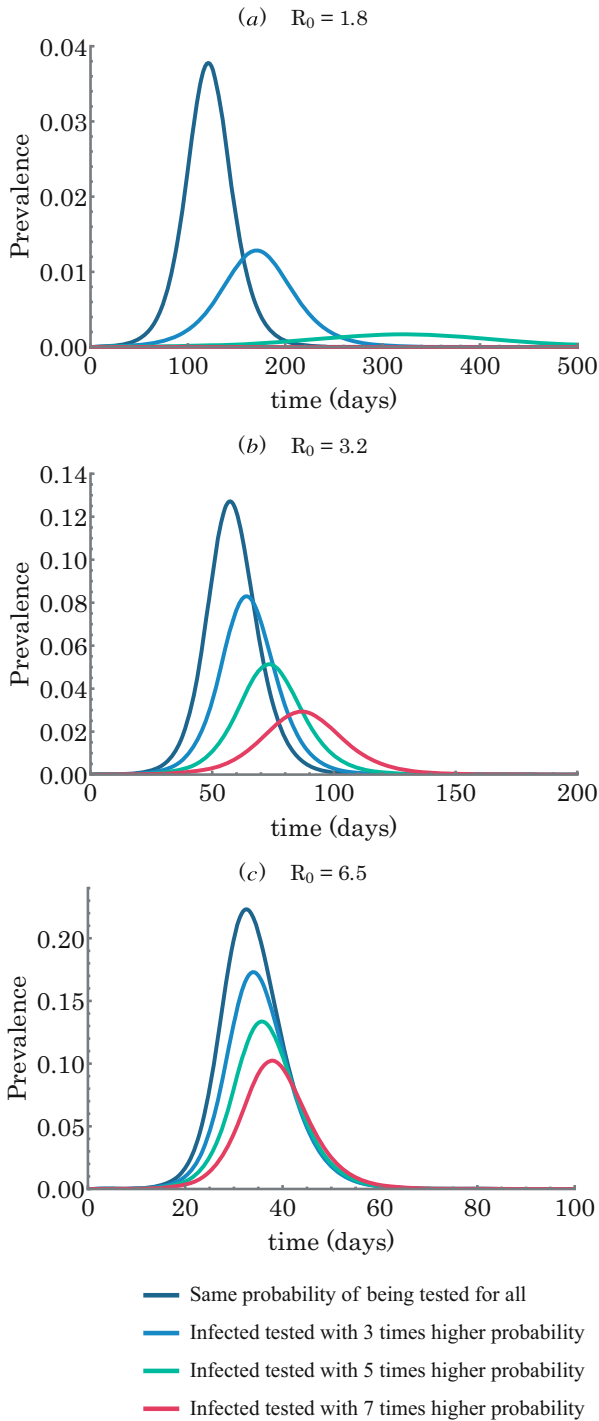 (a) R₀ = 1.8
0.04
0.03
0.02
0.01
0.00
Prevalence
0 100 200 300 400 500
time (days)
(b) R₀ = 3.2
0.14
0.12
0.10
0.08
0.06
0.04
0.02
0.00
Prevalence
0 50 100 150 200
time (days)
(c) R₀ = 6.5
0.20
0.15
0.10
0.05
0.00
Prevalence
0 20 40 60 80 100
time (days)
Same probability of being tested for all
Infected tested with 3 times higher probability
Infected tested with 5 times higher probability
Infected tested with 7 times higher probability